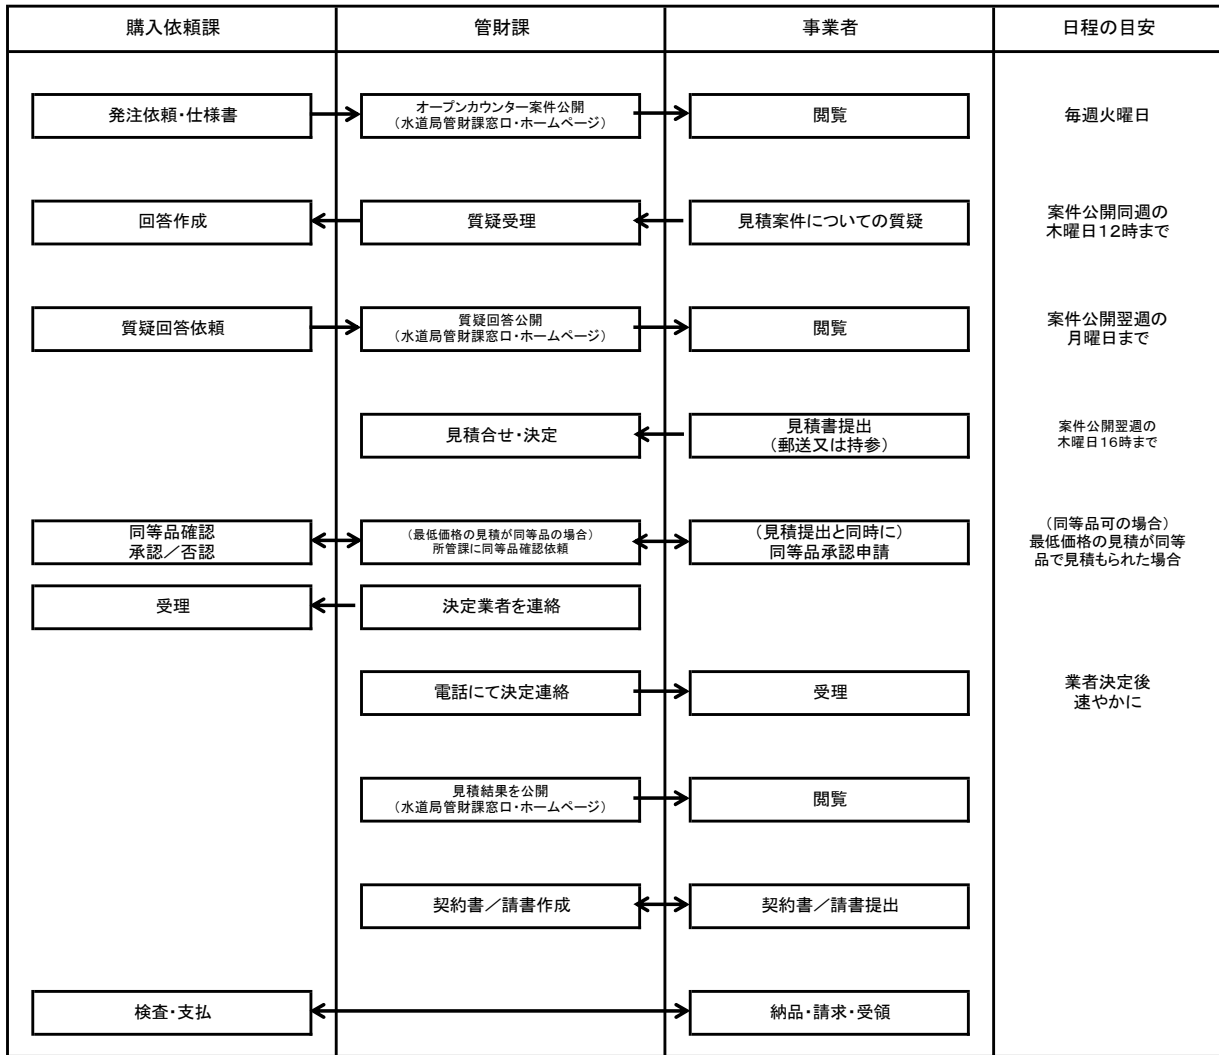 購入依頼課
管財課
事業者
日程の目安
発注依頼・仕様書
オープンカウンター案件公開
（水道局管財課窓口・ホームページ）
閲覧
毎週火曜日
回答作成
質疑受理
見積案件についての質疑
案件公開同週の
木曜日１２時まで
質疑回答依頼
質疑回答公開
（水道局管財課窓口・ホームページ）
閲覧
案件公開翌週の
月曜日まで
見積合せ・決定
見積書提出
（郵送又は持参）
案件公開翌週の
木曜日16時まで
同等品確認
承認／否認
（最低価格の見積が同等品の場合）
所管課に同等品確認依頼
（見積提出と同時に）
同等品承認申請
（同等品可の場合）
最低価格の見積が同等
品で見積もられた場合
受理
決定業者を連絡
電話にて決定連絡
受理
業者決定後
速やかに
見積結果を公開
（水道局管財課窓口・ホームページ）
閲覧
契約書／請書作成
契約書／請書提出
検査・支払
納品・請求・受領